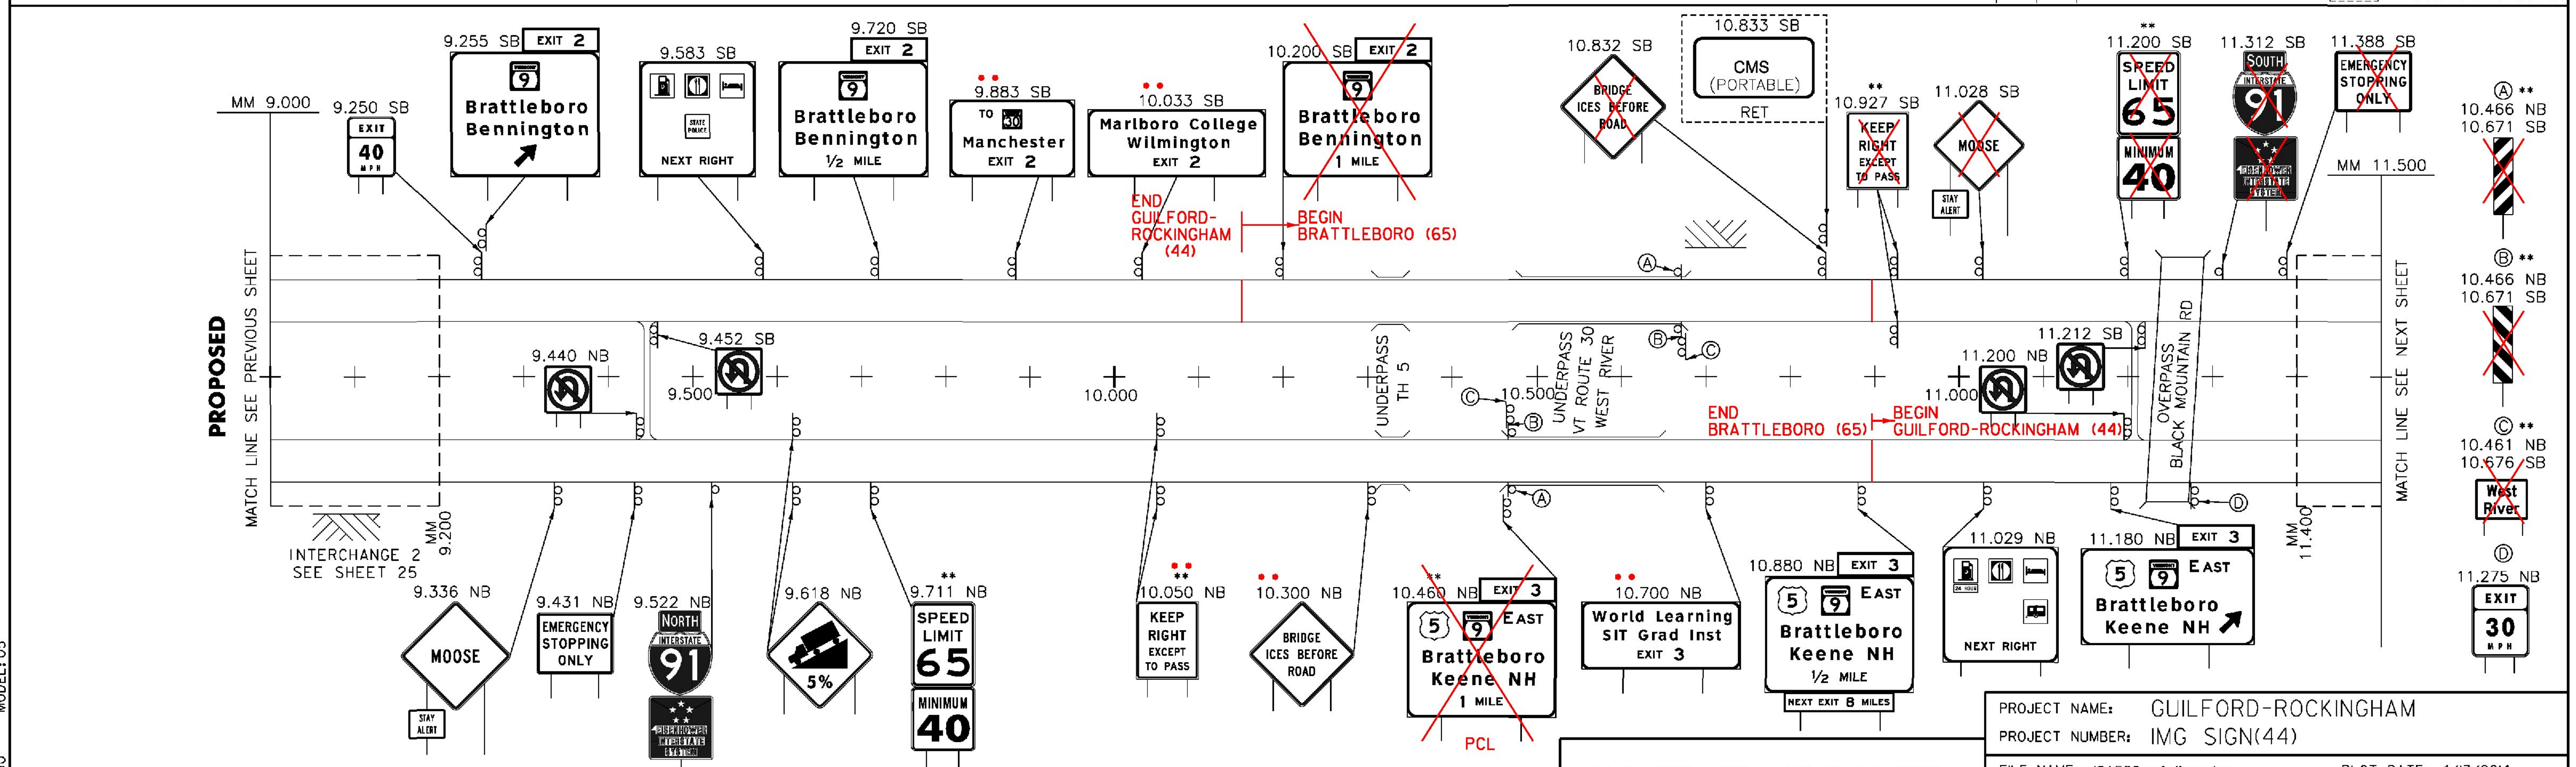 PROPOSED
MATCH LINE SEE PREVIOUS SHEET
MM 9.000
9.250 SB
EXIT
40
MPH
9.255 SB
EXIT 2
VERMONT
9
Brattleboro
Bennington
9.583 SB
STATE
POLICE
NEXT RIGHT
9.720 SB
EXIT 2
VERMONT
9
Brattleboro
Bennington
1/2 MILE
••
9.883 SB
TO 30
Manchester
EXIT 2
••
10.033 SB
Marlboro College
Wilmington
EXIT 2
10.200 SB
EXIT 2
VERMONT
9
Brattleboro
Bennington
1 MILE
END
GUILFORD-
ROCKINGHAM
(44)
BEGIN
BRATTLEBORO (65)
10.832 SB
BRIDGE
ICES BEFORE
ROAD
10.833 SB
CMS
(PORTABLE)
RET
**
10.927 SB
KEEP
RIGHT
EXCEPT
TO PASS
11.028 SB
MOOSE
STAY
ALERT
**
11.200 SB
SPEED
LIMIT
65
MINIMUM
40
11.312 SB
SOUTH
INTERSTATE
91
EISENHOWER
INTERSTATE
SYSTEM
11.388 SB
EMERGENCY
STOPPING
ONLY
MM 11.500
A **
10.466 NB
10.671 SB
B **
10.466 NB
10.671 SB
C **
10.461 NB
10.676 SB
West
River
D
11.275 NB
EXIT
30
MPH
A
B
C
9.440 NB
9.452 SB
9.500
10.000
UNDERPASS
TH 5
C
10.500
B
UNDERPASS
VT ROUTE 30
WEST RIVER
END
BRATTLEBORO (65)
BEGIN
GUILFORD-ROCKINGHAM (44)
11.000
11.200 NB
11.212 SB
OVERPASS
BLACK MOUNTAIN RD
MATCH LINE SEE NEXT SHEET
A
D
MM
9.200
MM
11.400
INTERCHANGE 2
SEE SHEET 25
9.336 NB
MOOSE
STAY
ALERT
9.431 NB
EMERGENCY
STOPPING
ONLY
9.522 NB
NORTH
INTERSTATE
91
EISENHOWER
INTERSTATE
SYSTEM
9.618 NB
5%
**
9.711 NB
SPEED
LIMIT
65
MINIMUM
40
••
**
10.050 NB
KEEP
RIGHT
EXCEPT
TO PASS
••
10.300 NB
BRIDGE
ICES BEFORE
ROAD
**
10.460 NB
EXIT 3
5 VERMONT 9 EAST
Brattleboro
Keene NH
1 MILE
PCL
••
10.700 NB
World Learning
SIT Grad Inst
EXIT 3
10.880 NB
EXIT 3
5 VERMONT 9 EAST
Brattleboro
Keene NH
1/2 MILE
NEXT EXIT 8 MILES
11.029 NB
24 HOUR
NEXT RIGHT
11.180 NB
EXIT 3
5 VERMONT 9 EAST
Brattleboro
Keene NH
PROJECT NAME: GUILFORD-ROCKINGHAM
PROJECT NUMBER: IMG SIGN(44)